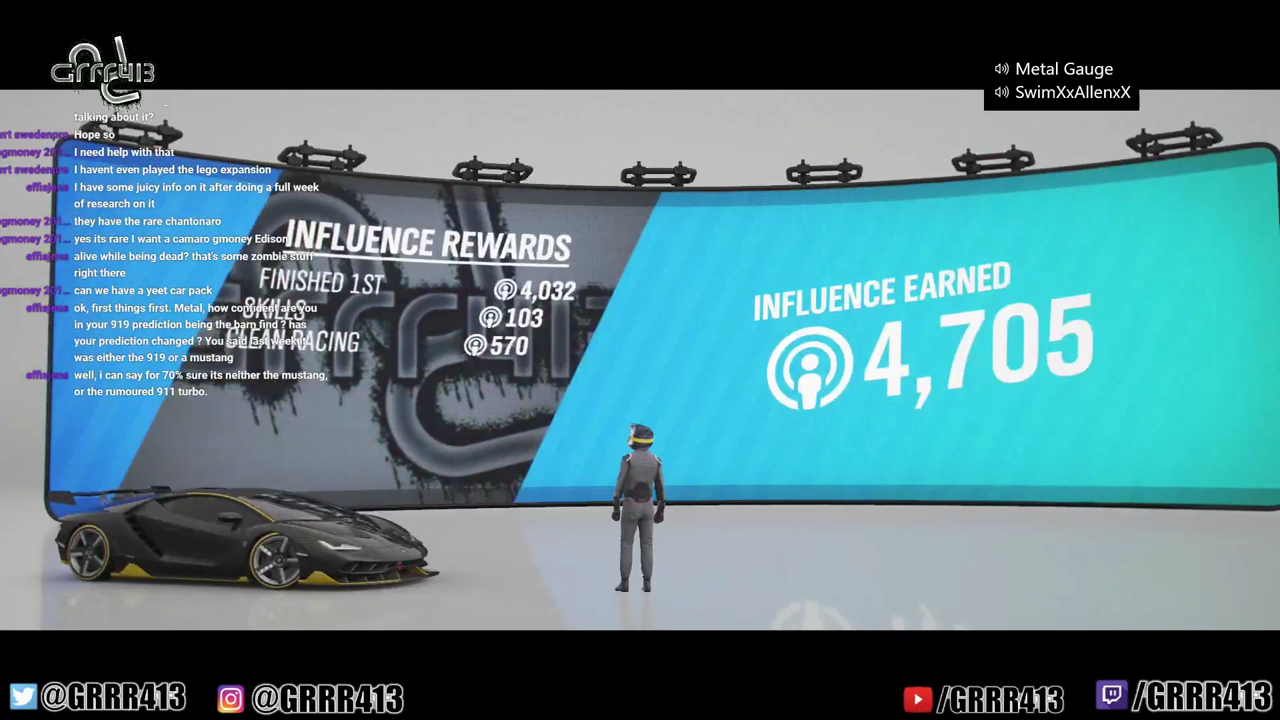 Grrr413
Metal Gauge
SwimXxAllenxX
talking about it?
Hope so
I need help with that
I havent even played the lego expansion
effisjens I have some juicy info on it after doing a full week
of research on it
they have the rare chantonaro
yes its rare I want a camaro gmoney Edison
alive while being dead? that's some zombie stuff
right there
can we have a yeet car pack
ok, first things first. Metal, how confident are you
in your 919 prediction being the barn find ? has
your prediction changed ? You said last week it
was either the 919 or a mustang
well, i can say for 70% sure its neither the mustang,
or the rumoured 911 turbo.
INFLUENCE REWARDS
FINISHED 1ST 4,032
SKILLS 103
CLEAN RACING 570
INFLUENCE EARNED
4,705
@GRRR413
@GRRR413
/GRRR413
/GRRR413